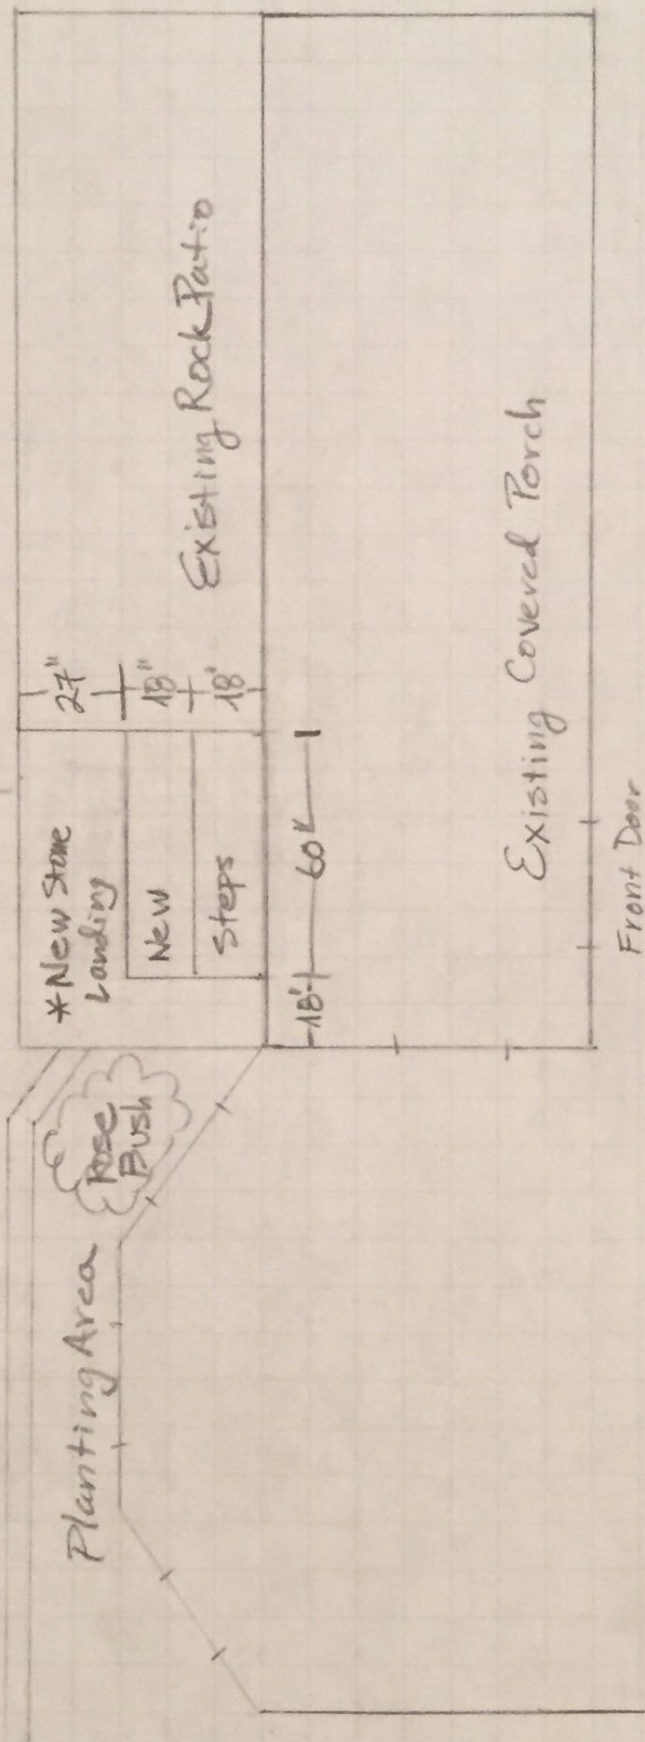 *New Stone
Landing
27"
New
18"
Steps
18'
Existing Rock Patio
18'
60"
Existing Covered Porch
Front Door
Rose
Bush
Planting Area